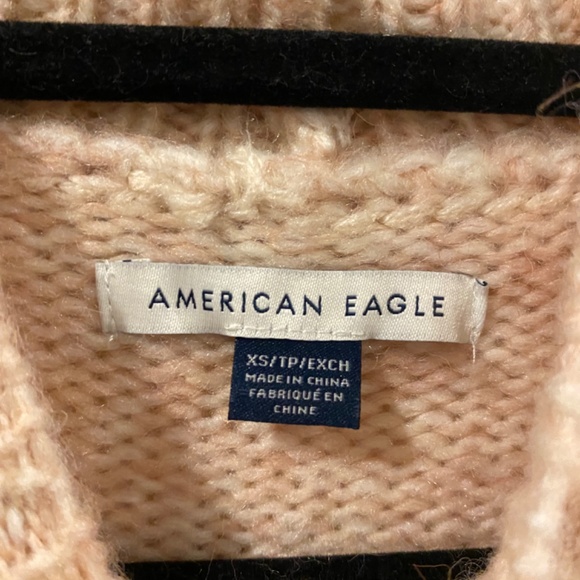 AMERICAN EAGLE
XS/TP/EXCH
MADE IN CHINA
FABRIQUÉ EN
CHINE